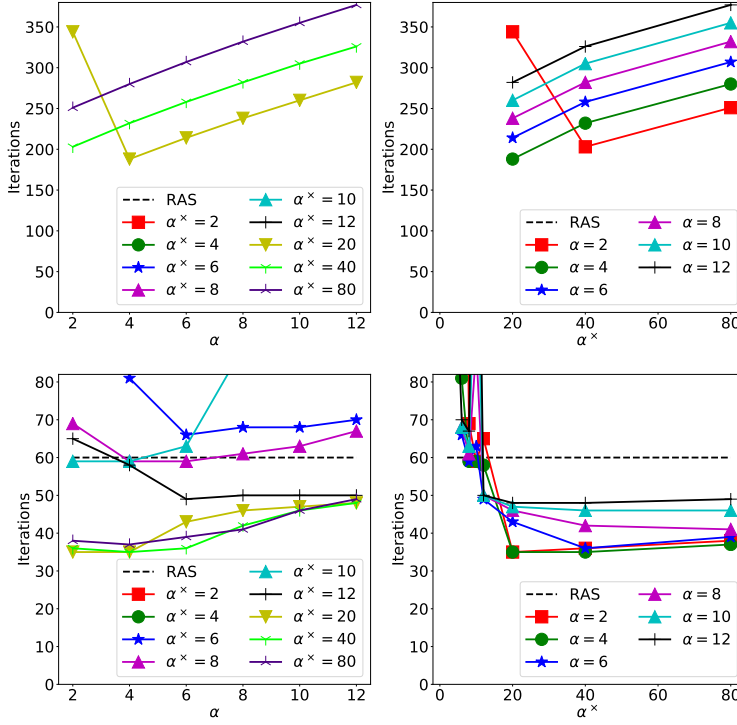 350
300
250
200
150
100
50
0
Iterations
2 4 6 8 10 12
α
RAS
α× = 2
α× = 4
α× = 6
α× = 8
α× = 10
α× = 12
α× = 20
α× = 40
α× = 80
350
300
250
200
150
100
50
0
Iterations
0 20 40 60 80
α×
RAS
α = 2
α = 4
α = 6
α = 8
α = 10
α = 12
80
70
60
50
40
30
20
10
0
Iterations
2 4 6 8 10 12
α
RAS
α× = 2
α× = 4
α× = 6
α× = 8
α× = 10
α× = 12
α× = 20
α× = 40
α× = 80
80
70
60
50
40
30
20
10
0
Iterations
0 20 40 60 80
α×
RAS
α = 2
α = 4
α = 6
α = 8
α = 10
α = 12